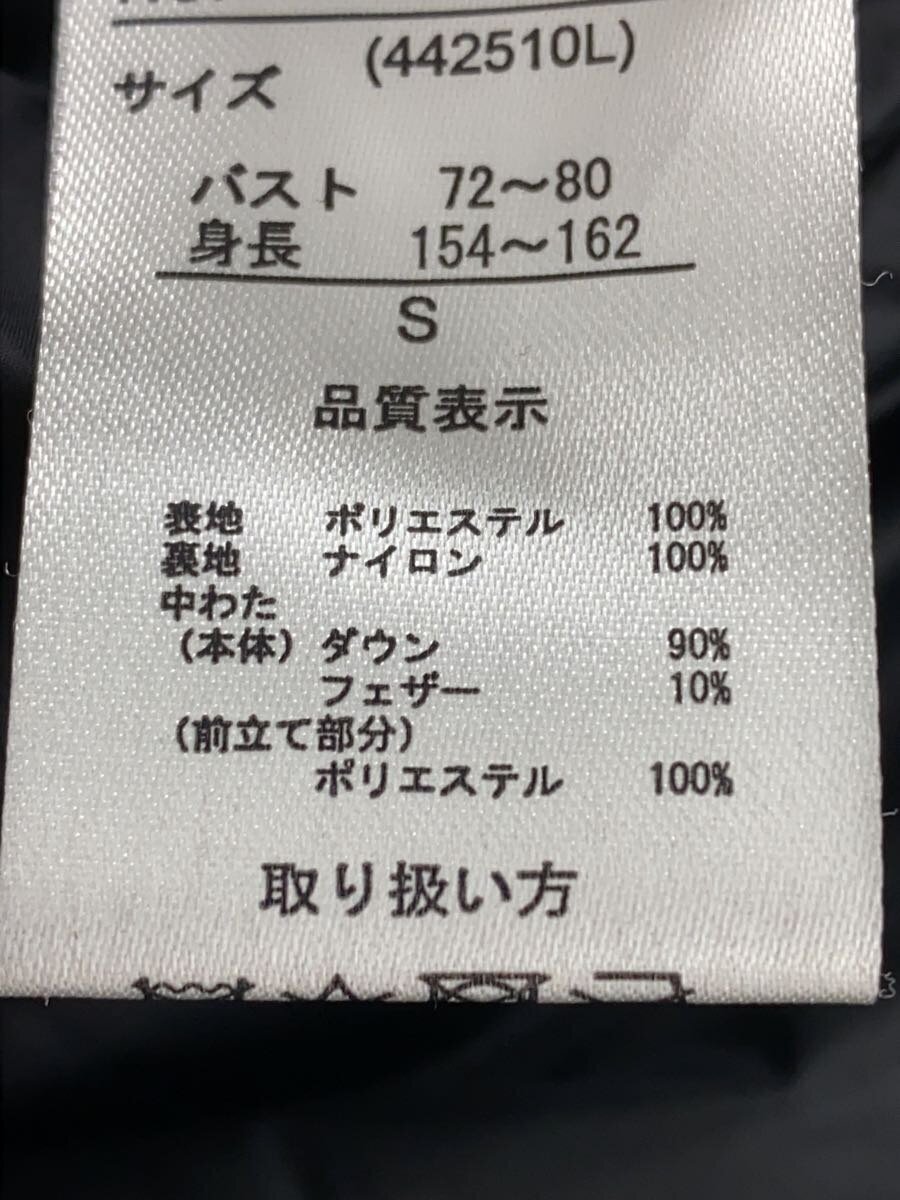 (442510L)
サイズ
バスト 72～80
身長 154～162
S
品質表示
表地 ポリエステル 100%
裏地 ナイロン 100%
中わた
(本体) ダウン 90%
フェザー 10%
(前立て部分)
ポリエステル 100%
取り扱い方